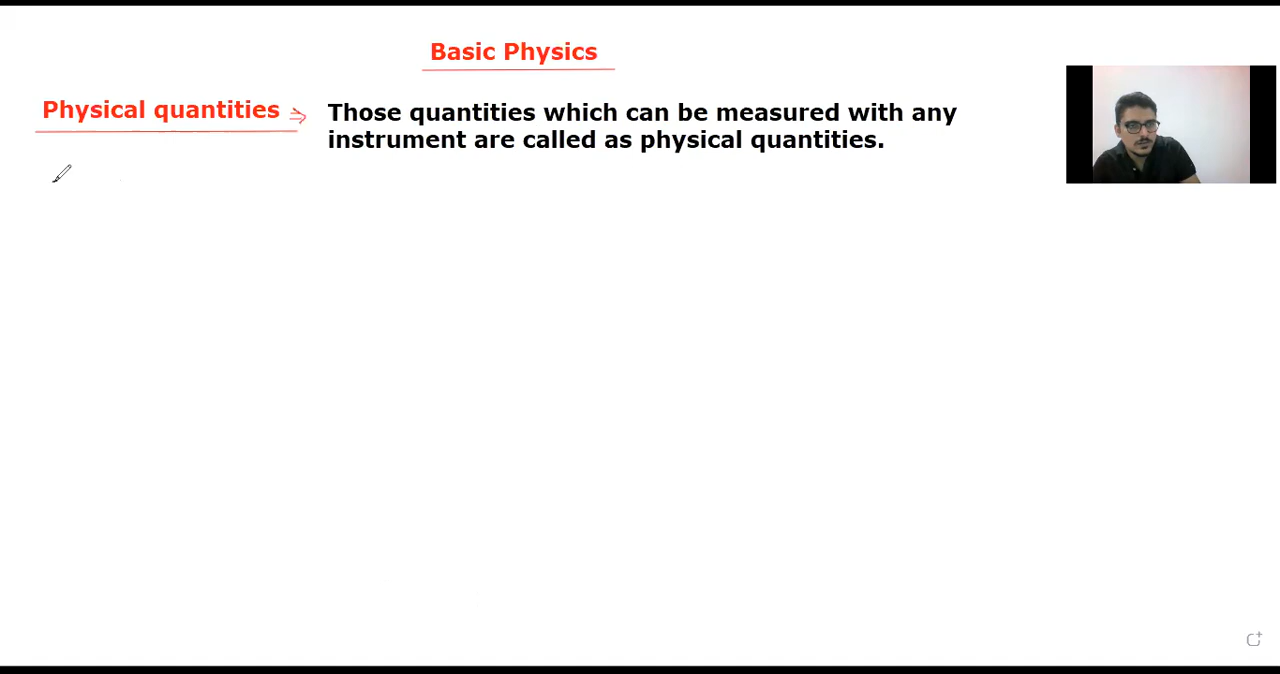 Basic Physics
Physical quantities
Those quantities which can be measured with any
instrument are called as physical quantities.